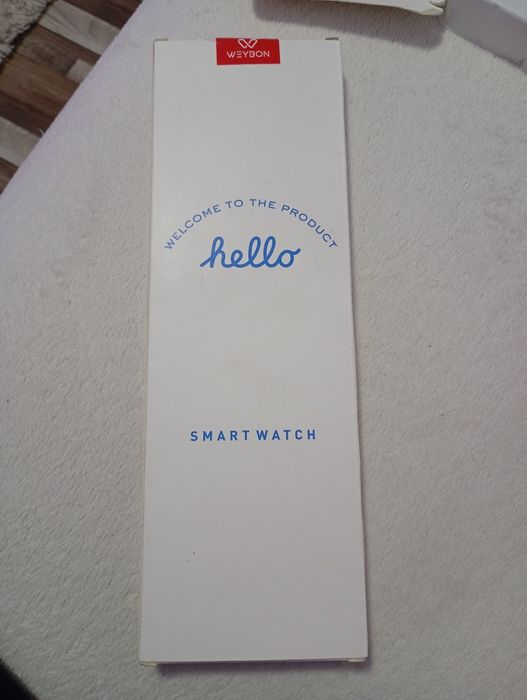 WEYBON
WELCOME TO THE PRODUCT
hello
SMART WATCH